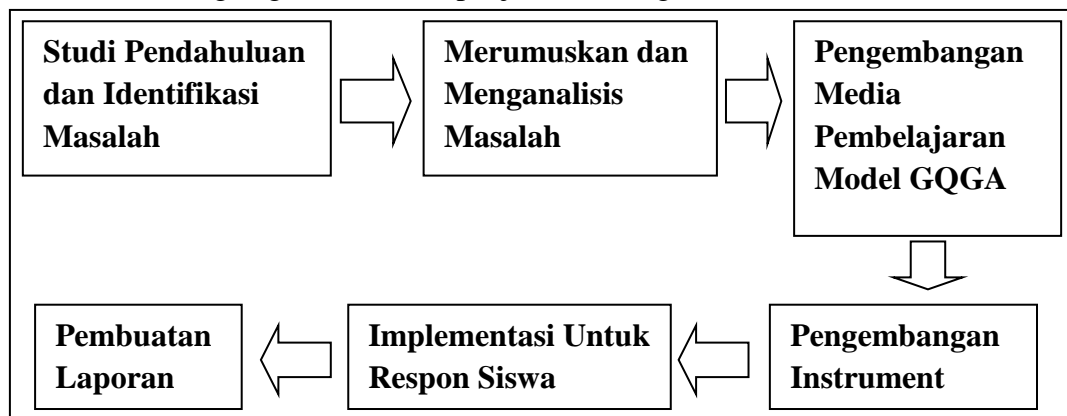 Studi Pendahuluan
dan Identifikasi
Masalah
Merumuskan dan
Menganalisis
Masalah
Pengembangan
Media
Pembelajaran
Model GQGA
Pengembangan
Instrument
Implementasi Untuk
Respon Siswa
Pembuatan
Laporan